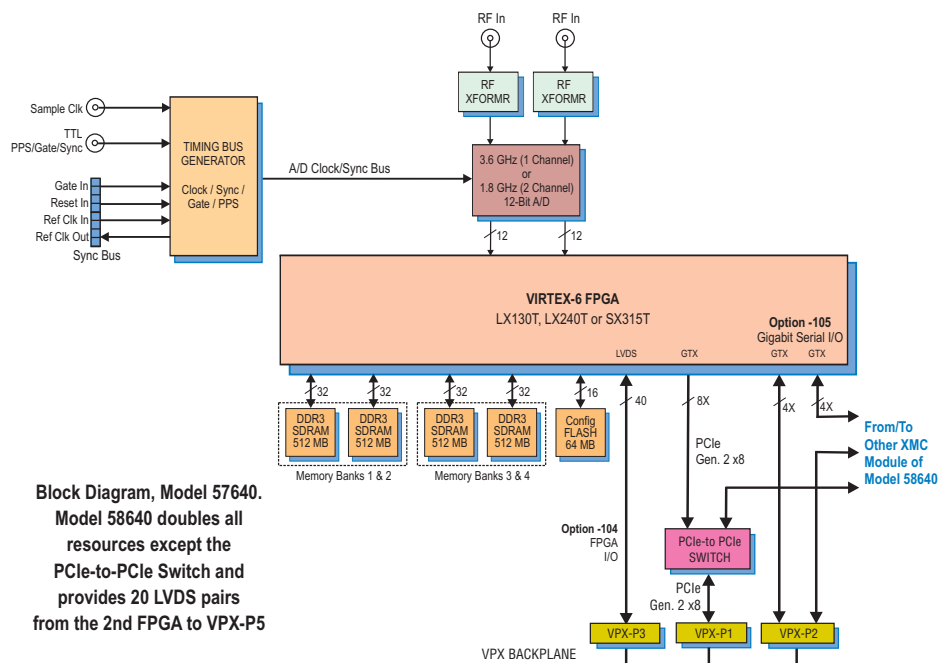 RF In
RF In
RF
XFORMR
RF
XFORMR
Sample Clk
TTL
PPS/Gate/Sync
TIMING BUS
GENERATOR
Clock / Sync /
Gate / PPS
Gate In
Reset In
Ref Clk In
Ref Clk Out
Sync Bus
A/D Clock/Sync Bus
3.6 GHz (1 Channel)
or
1.8 GHz (2 Channel)
12-Bit A/D
12
12
VIRTEX-6 FPGA
LX130T, LX240T or SX315T
Option -105
Gigabit Serial I/O
LVDS
GTX
GTX
GTX
32
32
32
32
16
40
8X
4X
4X
DDR3
SDRAM
512 MB
DDR3
SDRAM
512 MB
DDR3
SDRAM
512 MB
DDR3
SDRAM
512 MB
Config
FLASH
64 MB
Memory Banks 1 & 2
Memory Banks 3 & 4
PCIe
Gen. 2 x8
From/To
Other XMC
Module of
Model 58640
Block Diagram, Model 57640.
Model 58640 doubles all
resources except the
PCIe-to-PCIe Switch and
provides 20 LVDS pairs
from the 2nd FPGA to VPX-P5
Option -104
FPGA
I/O
PCIe-to PCIe
SWITCH
PCIe
Gen. 2 x8
VPX-P3
VPX-P1
VPX-P2
VPX BACKPLANE